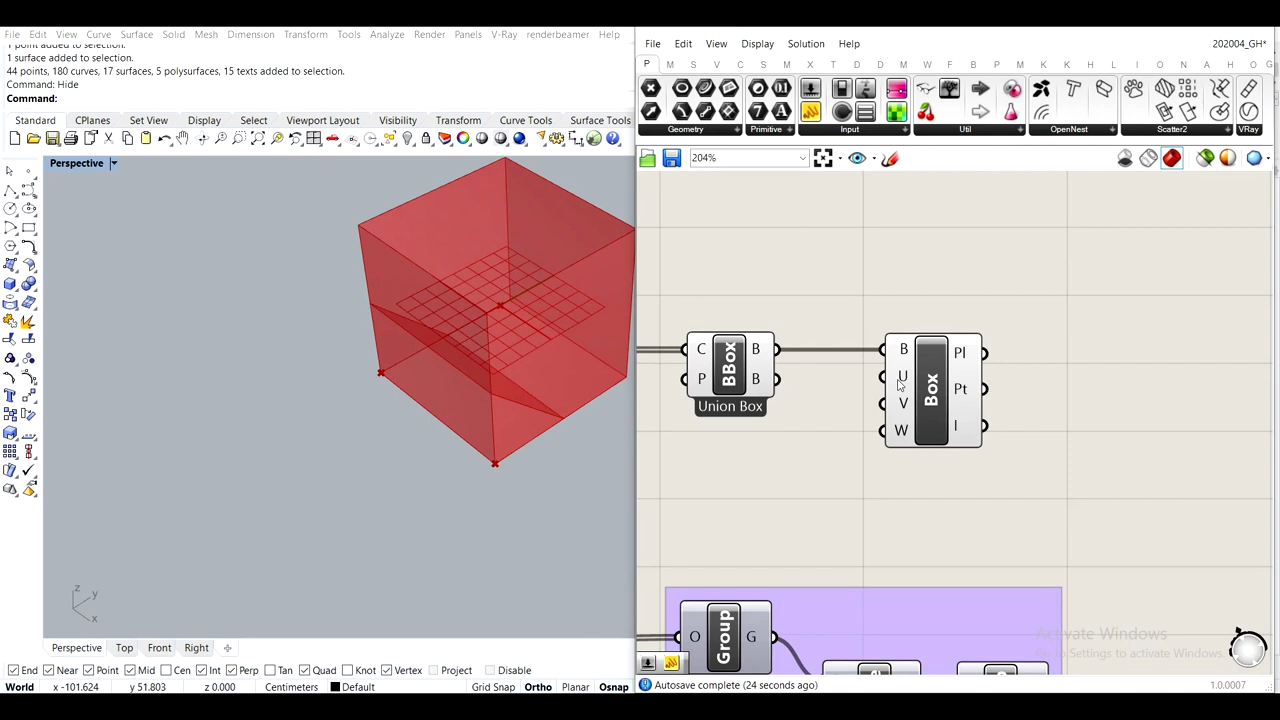 File Edit View Curve Surface Solid Mesh Dimension Transform Tools Analyze Render Panels V-Ray renderbeamer Help
1 point added to selection.
1 surface added to selection.
44 points, 180 curves, 17 surfaces, 5 polysurfaces, 15 texts added to selection.
Command: Hide
Command:
Standard CPlanes Set View Display Select Viewport Layout Visibility Transform Curve Tools Surface Tools
Perspective
z
y
x
Perspective Top Front Right
End Near Point Mid Cen Int Perp Tan Quad Knot Vertex Project Disable
World x -101.624 y 51.803 z 0.000 Centimeters Default Grid Snap Ortho Planar Osnap
File Edit View Display Solution Help 202004_GH*
P M S V C S M X T D D M W F B P M K K M L E M O G
Geometry Primitive Input Util OpenNest Scatter2 VRay
204%
C BBox B
P B
Union Box
B Box Pl
U Pt
V I
W
O Group G
Activate Windows
Go to Settings to activate Windows.
Autosave complete (24 seconds ago) 1.0.0007